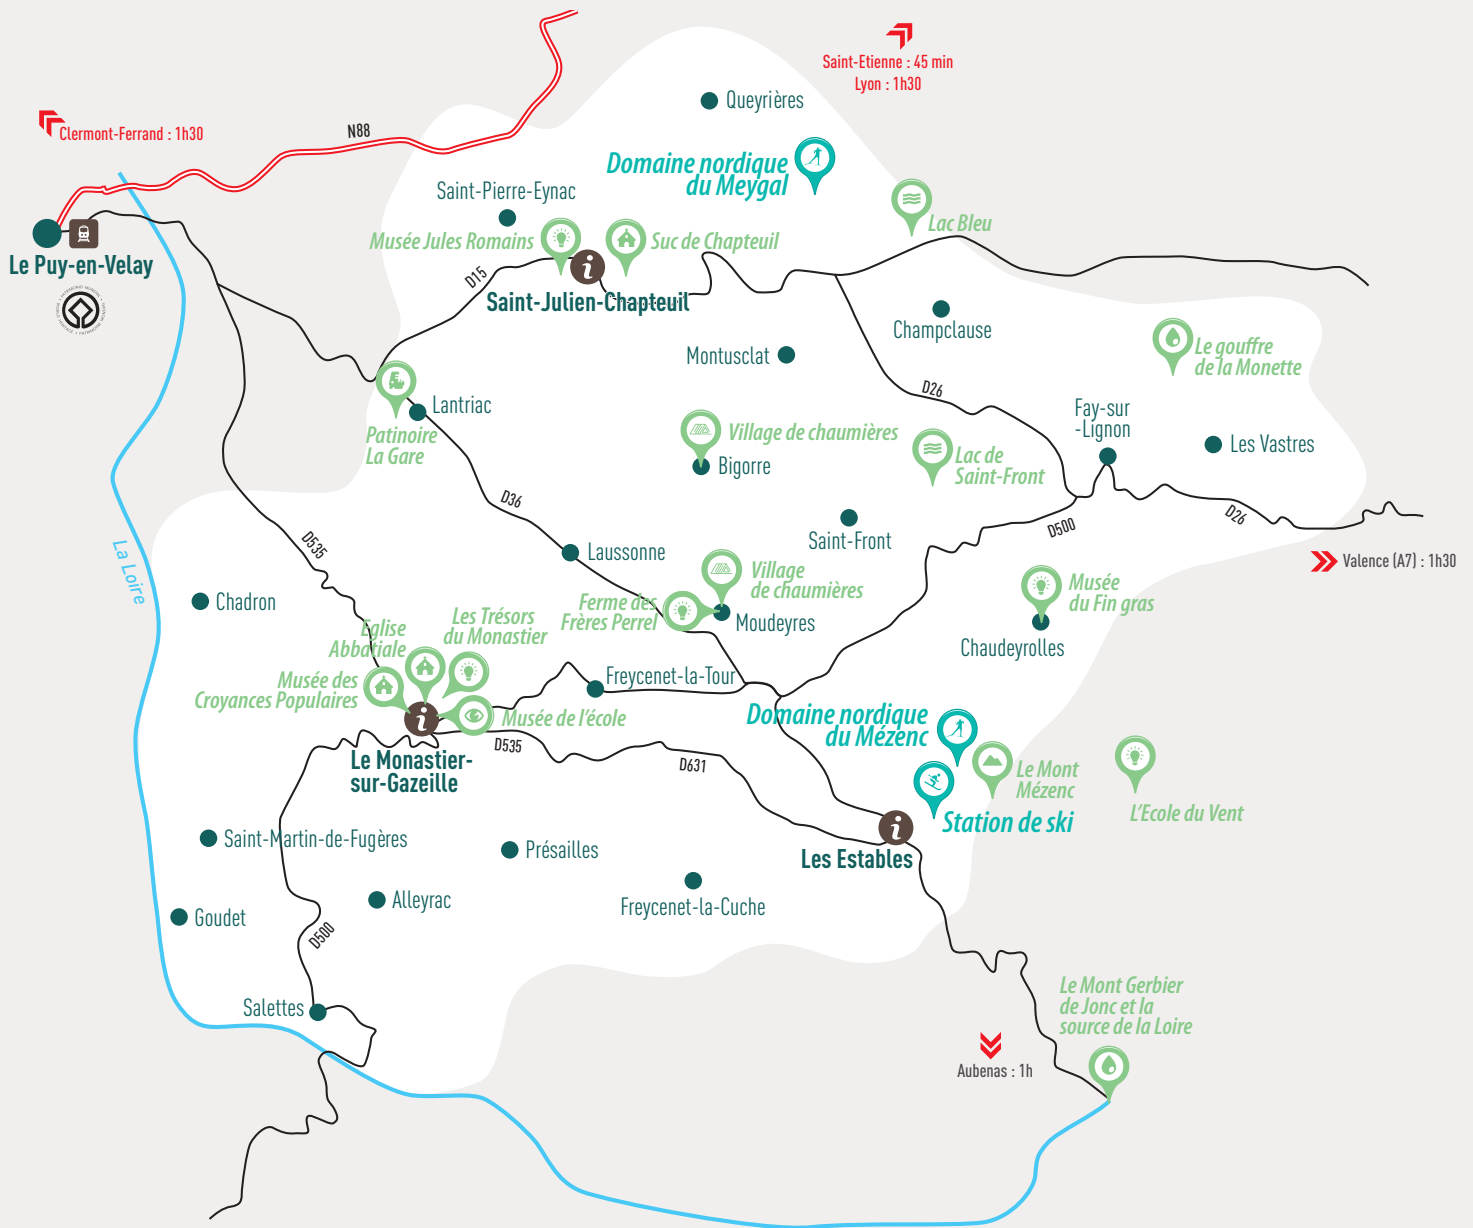 Saint-Etienne : 45 min
Lyon : 1h30
Queyrières
Clermont-Ferrand : 1h30
N88
Domaine nordique
du Meygal
Saint-Pierre-Eynac
Lac Bleu
Musée Jules Romains
Suc de Chapteuil
Le Puy-en-Velay
D15
Saint-Julien-Chapteuil
Champclause
Montusclat
Le gouffre
de la Monette
D26
Lantriac
Fay-sur
-Lignon
Patinoire
La Gare
Village de chaumières
Les Vastres
Bigorre
Lac de
Saint-Front
D36
D26
D500
D535
Saint-Front
Laussonne
Valence (A7) : 1h30
La Loire
Village
de chaumières
Musée
du Fin gras
Chadron
Ferme des
Frères Perrel
Moudeyres
Eglise
Abbatiale
Les Trésors
du Monastier
Chaudeyrolles
Musée des
Croyances Populaires
Freycenet-la-Tour
Musée de l'école
Domaine nordique
du Mézenc
D535
D631
Le Monastier-
sur-Gazeille
Le Mont
Mézenc
L'Ecole du Vent
Station de ski
Saint-Martin-de-Fugères
Présailles
Les Estables
Alleyrac
Freycenet-la-Cuche
Goudet
D500
Salettes
Le Mont Gerbier
de Jonc et la
source de la Loire
Aubenas : 1h